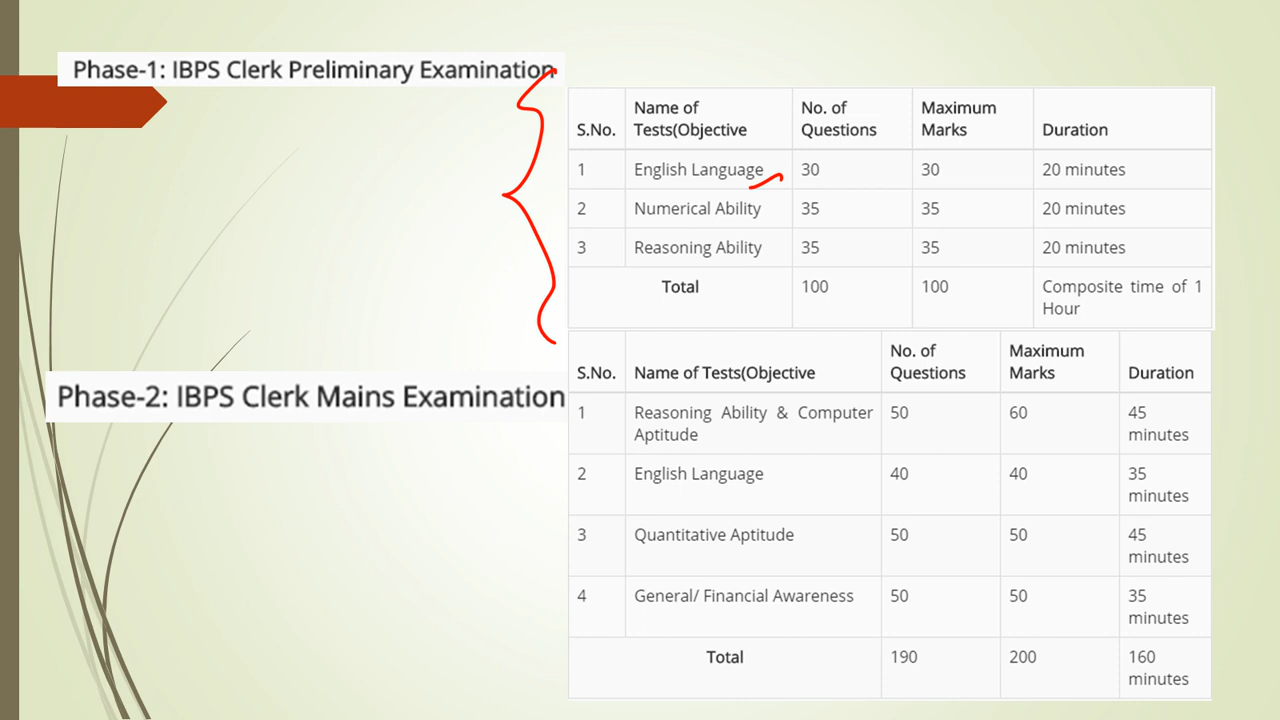 Phase-1: IBPS Clerk Preliminary Examination
S.No. Name of Tests(Objective No. of Questions Maximum Marks Duration
1 English Language 30 30 20 minutes
2 Numerical Ability 35 35 20 minutes
3 Reasoning Ability 35 35 20 minutes
Total 100 100 Composite time of 1 Hour
Phase-2: IBPS Clerk Mains Examination
S.No. Name of Tests(Objective No. of Questions Maximum Marks Duration
1 Reasoning Ability & Computer Aptitude 50 60 45 minutes
2 English Language 40 40 35 minutes
3 Quantitative Aptitude 50 50 45 minutes
4 General/ Financial Awareness 50 50 35 minutes
Total 190 200 160 minutes